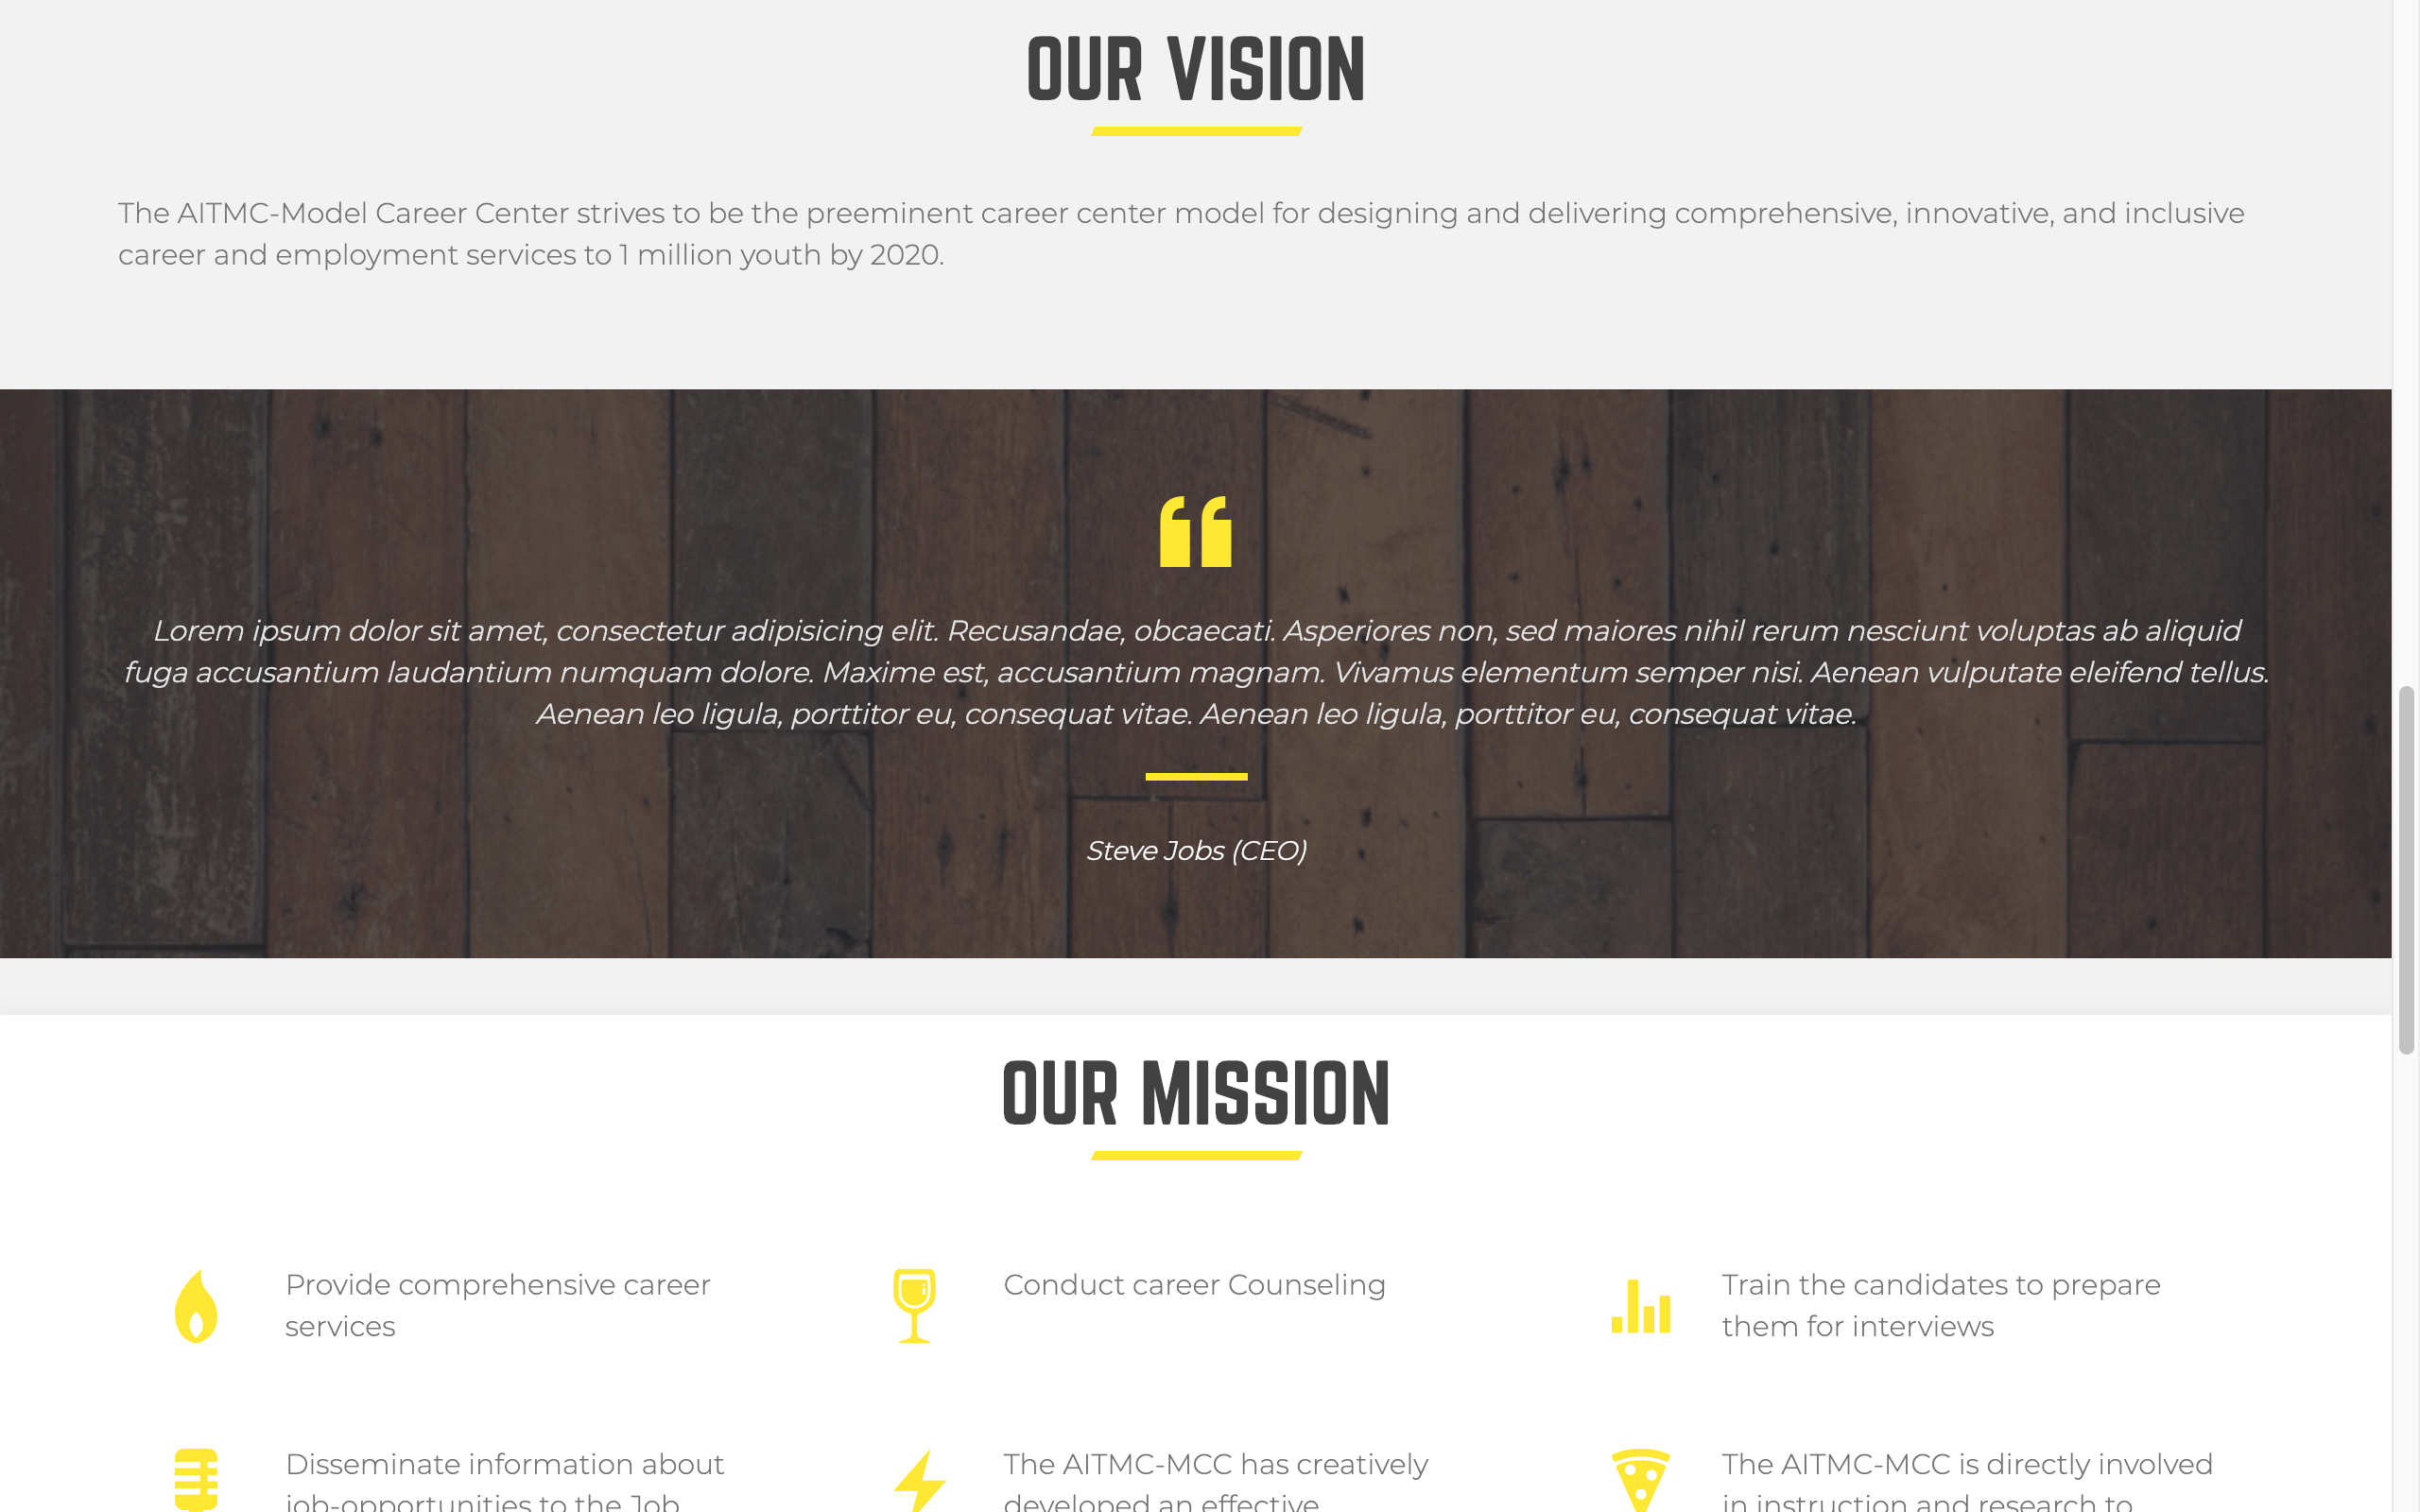 OUR VISION
The AITMC-Model Career Center strives to be the preeminent career center model for designing and delivering comprehensive, innovative, and inclusive
career and employment services to 1 million youth by 2020.
Lorem ipsum dolor sit amet, consectetur adipisicing elit. Recusandae, obcaecati. Asperiores non, sed maiores nihil rerum nesciunt voluptas ab aliquid
fuga accusantium laudantium numquam dolore. Maxime est, accusantium magnam. Vivamus elementum semper nisi. Aenean vulputate eleifend tellus.
Aenean leo ligula, porttitor eu, consequat vitae. Aenean leo ligula, porttitor eu, consequat vitae.
Steve Jobs (CEO)
OUR MISSION
Provide comprehensive career
services
Conduct career Counseling
Train the candidates to prepare
them for interviews
Disseminate information about
job-opportunities to the Job
The AITMC-MCC has creatively
developed an effective
The AITMC-MCC is directly involved
in instruction and research to